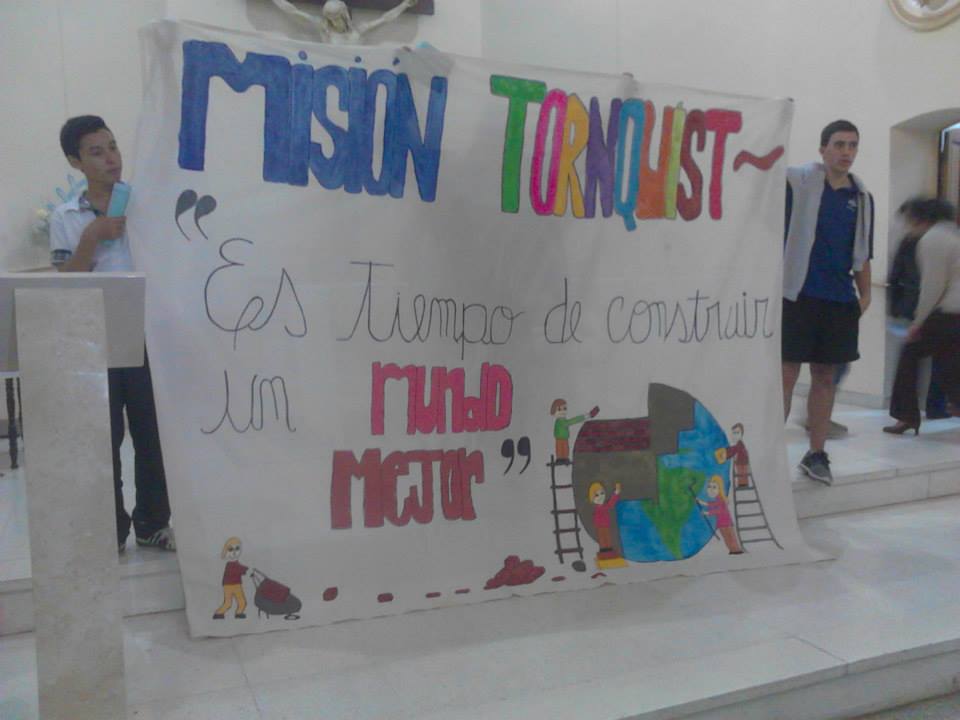 MISIÓN TORNQUIST~
“Es tiempo de construir
un MUNdO
MEJOr”